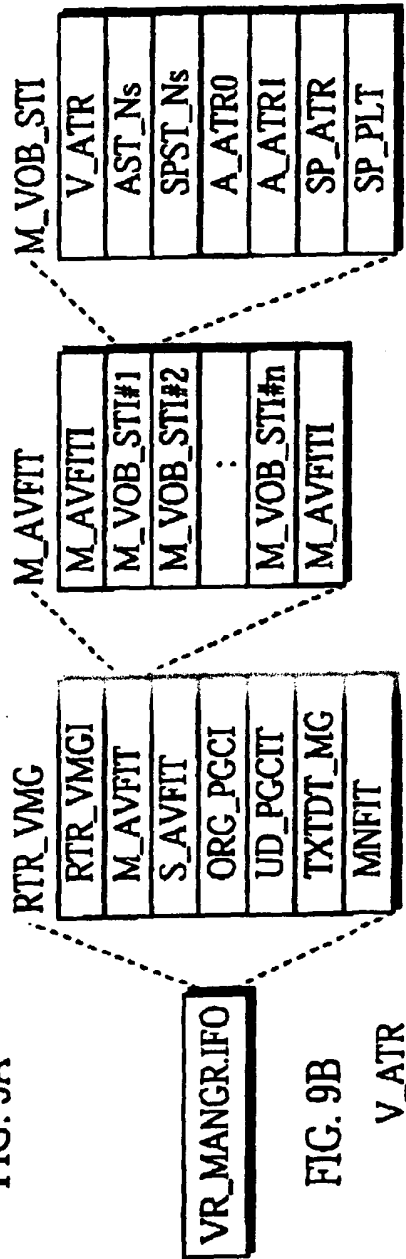 VR_MANGR.IFO
RTR_VMG
RTR_VMGI
M_AVFIT
S_AVFIT
ORG_PGCI
UD_PGCIT
TXTDT_MG
MNFIT
M_AVFIT
M_AVFITI
M_VOB_STI#1
M_VOB_STI#2
:
M_VOB_STI#n
M_AVFITI
M_VOB_STI
V_ATR
AST_Ns
SPST_Ns
A_ATR0
A_ATR1
SP_ATR
SP_PLT
FIG. 9B
V_ATR